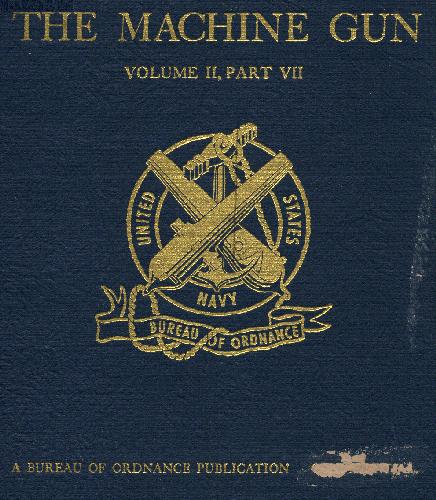 THE MACHINE GUN
VOLUME II, PART VII
UNITED STATES
NAVY
BUREAU OF ORDNANCE
A BUREAU OF ORDNANCE PUBLICATION